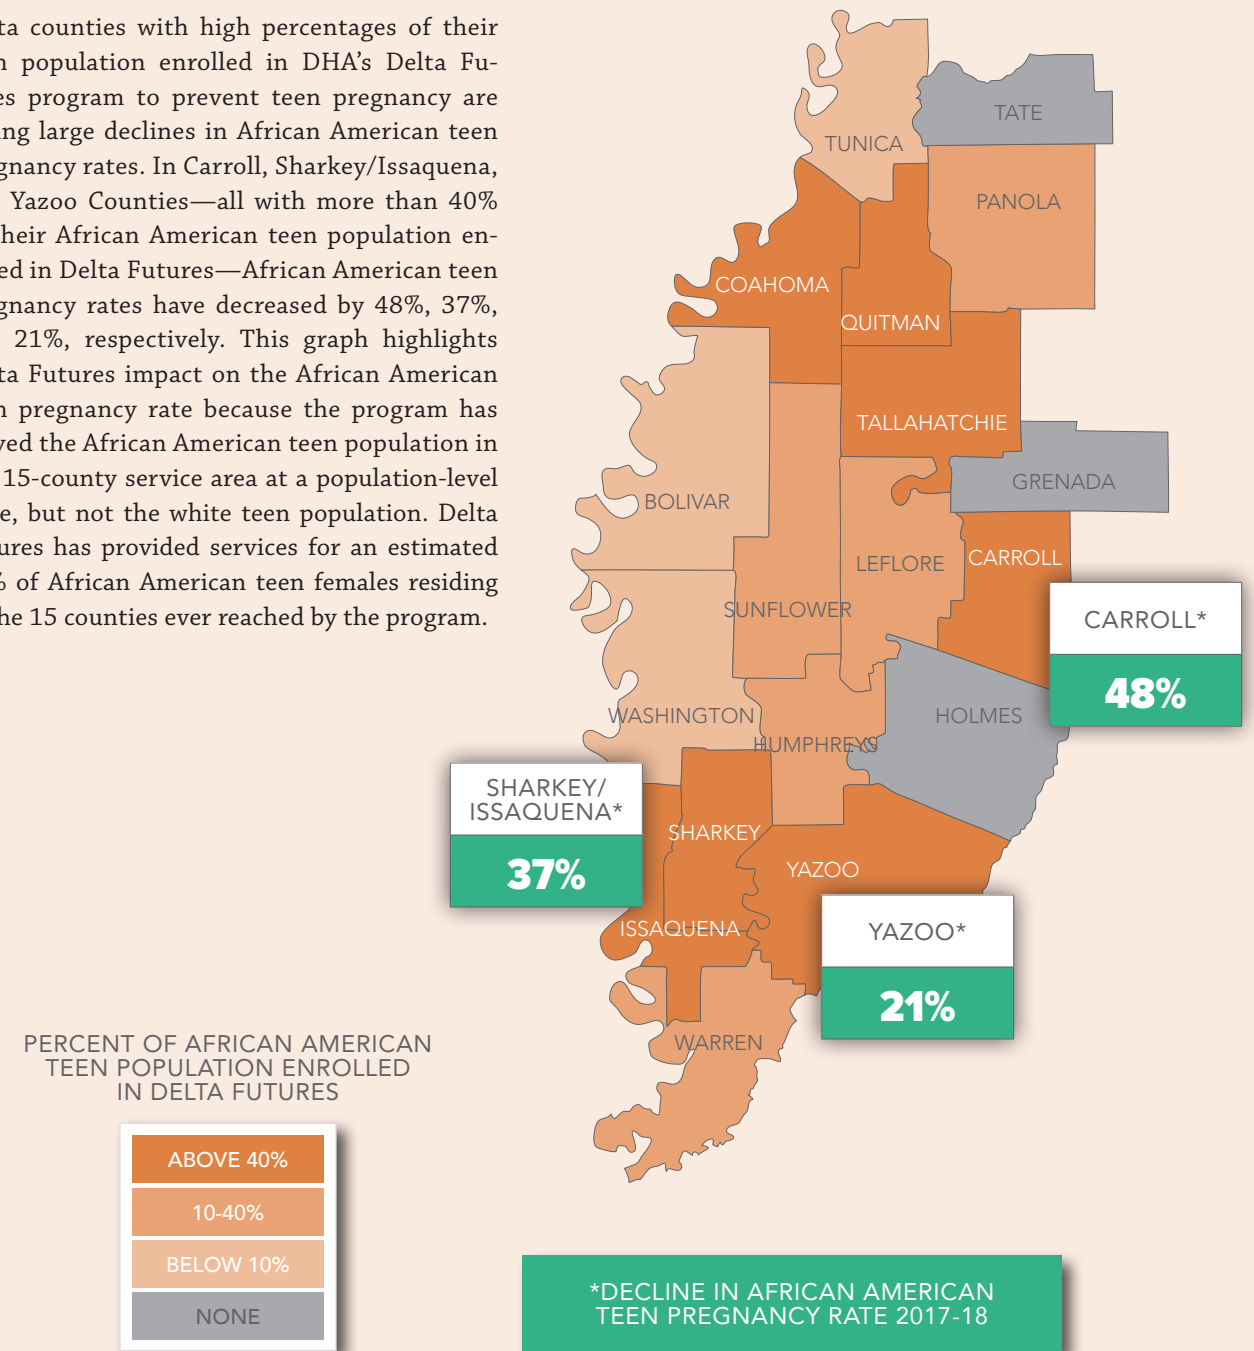 ta counties with high percentages of their
n population enrolled in DHA's Delta Fu-
es program to prevent teen pregnancy are
ing large declines in African American teen
gnancy rates. In Carroll, Sharkey/Issaquena,
Yazoo Counties—all with more than 40%
heir African American teen population en-
ed in Delta Futures—African American teen
gnancy rates have decreased by 48%, 37%,
21%, respectively. This graph highlights
ta Futures impact on the African American
n pregnancy rate because the program has
ved the African American teen population in
15-county service area at a population-level
e, but not the white teen population. Delta
ures has provided services for an estimated
% of African American teen females residing
he 15 counties ever reached by the program.
TATE
TUNICA
PANOLA
COAHOMA
QUITMAN
TALLAHATCHIE
GRENADA
BOLIVAR
LEFLORE
CARROLL
SUNFLOWER
CARROLL*
48%
WASHINGTON
HOLMES
HUMPHREYS
SHARKEY/
ISSAQUENA*
37%
SHARKEY
YAZOO
ISSAQUENA
YAZOO*
21%
WARREN
PERCENT OF AFRICAN AMERICAN
TEEN POPULATION ENROLLED
IN DELTA FUTURES
ABOVE 40%
10-40%
BELOW 10%
NONE
*DECLINE IN AFRICAN AMERICAN
TEEN PREGNANCY RATE 2017-18